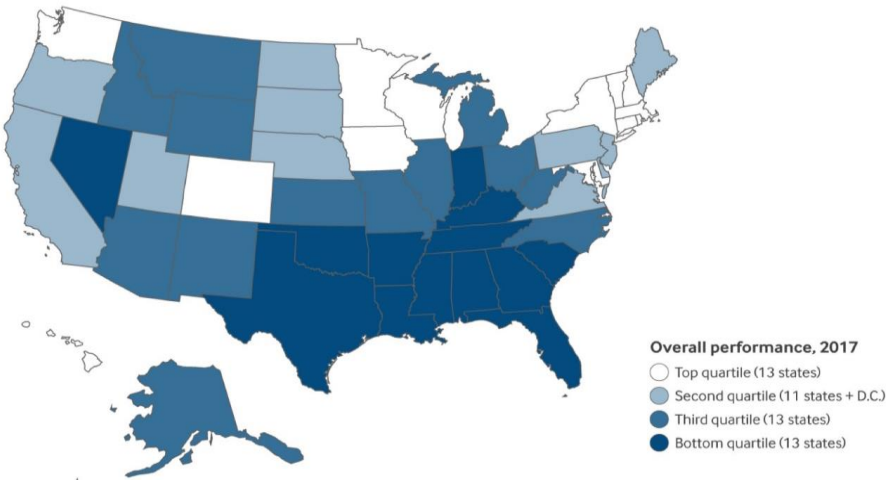 Overall performance, 2017
Top quartile (13 states)
Second quartile (11 states + D.C.)
Third quartile (13 states)
Bottom quartile (13 states)